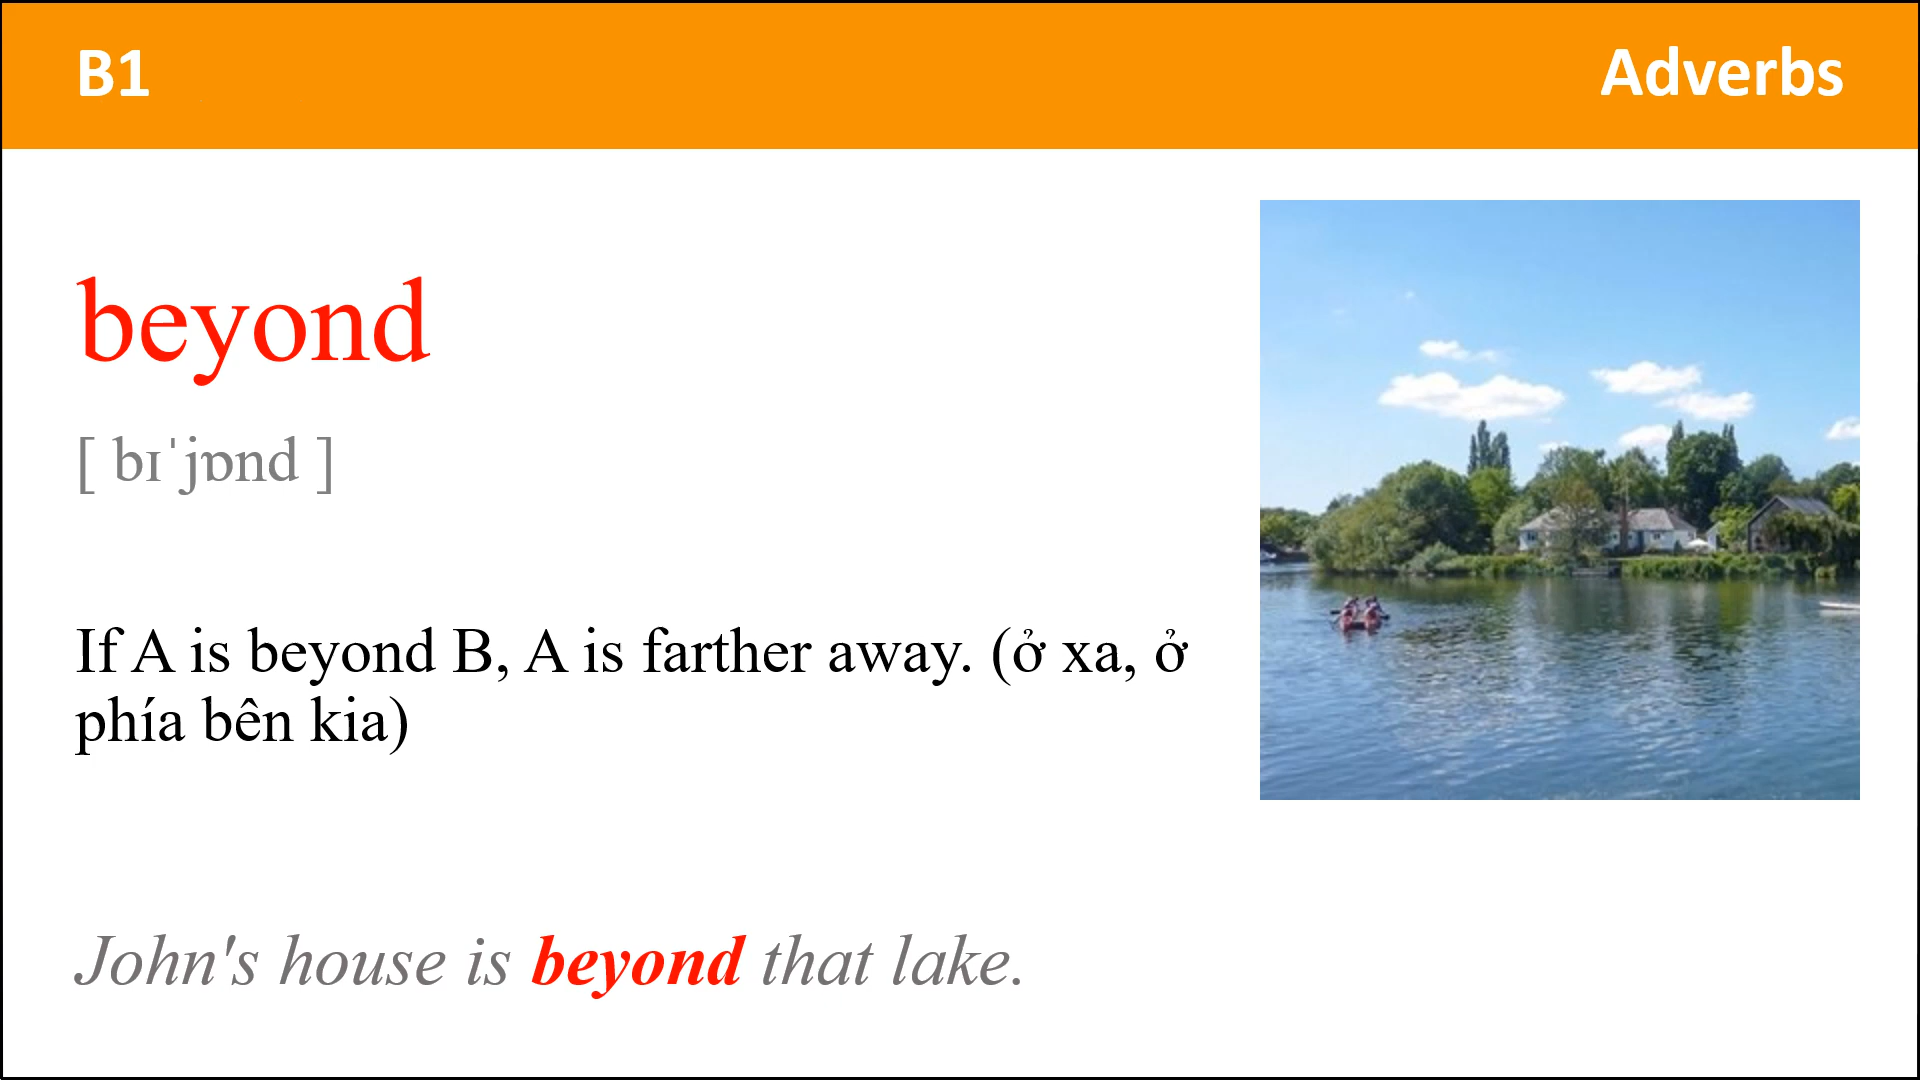 B1
Adverbs
beyond
[ bɪˈjɒnd ]
If A is beyond B, A is farther away. (ở xa, ở
phía bên kia)
John's house is beyond that lake.